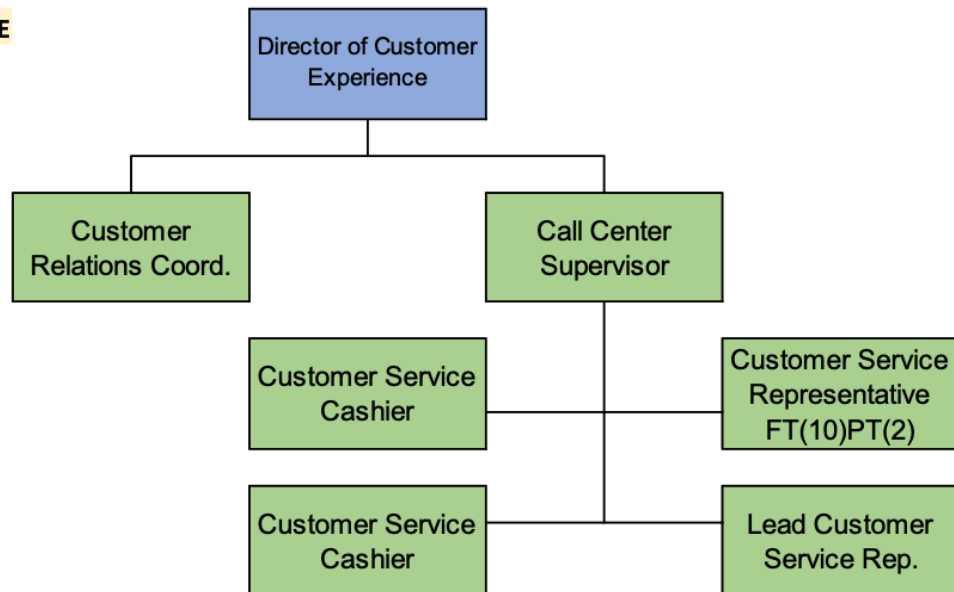 E
Director of Customer
Experience
Customer
Relations Coord.
Call Center
Supervisor
Customer Service
Cashier
Customer Service
Representative
FT(10)PT(2)
Customer Service
Cashier
Lead Customer
Service Rep.